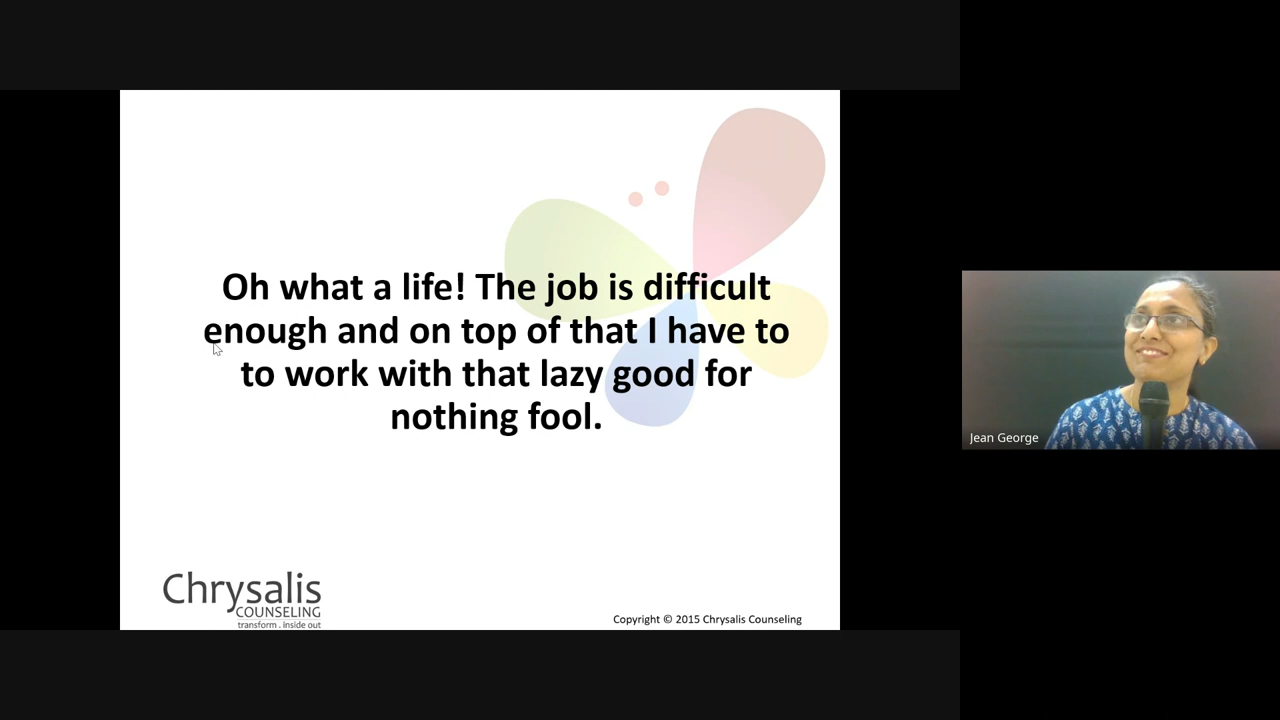 Oh what a life! The job is difficult
enough and on top of that I have to
to work with that lazy good for
nothing fool.
Chrysalis
COUNSELING
transform . inside out
Copyright © 2015 Chrysalis Counseling
Jean George